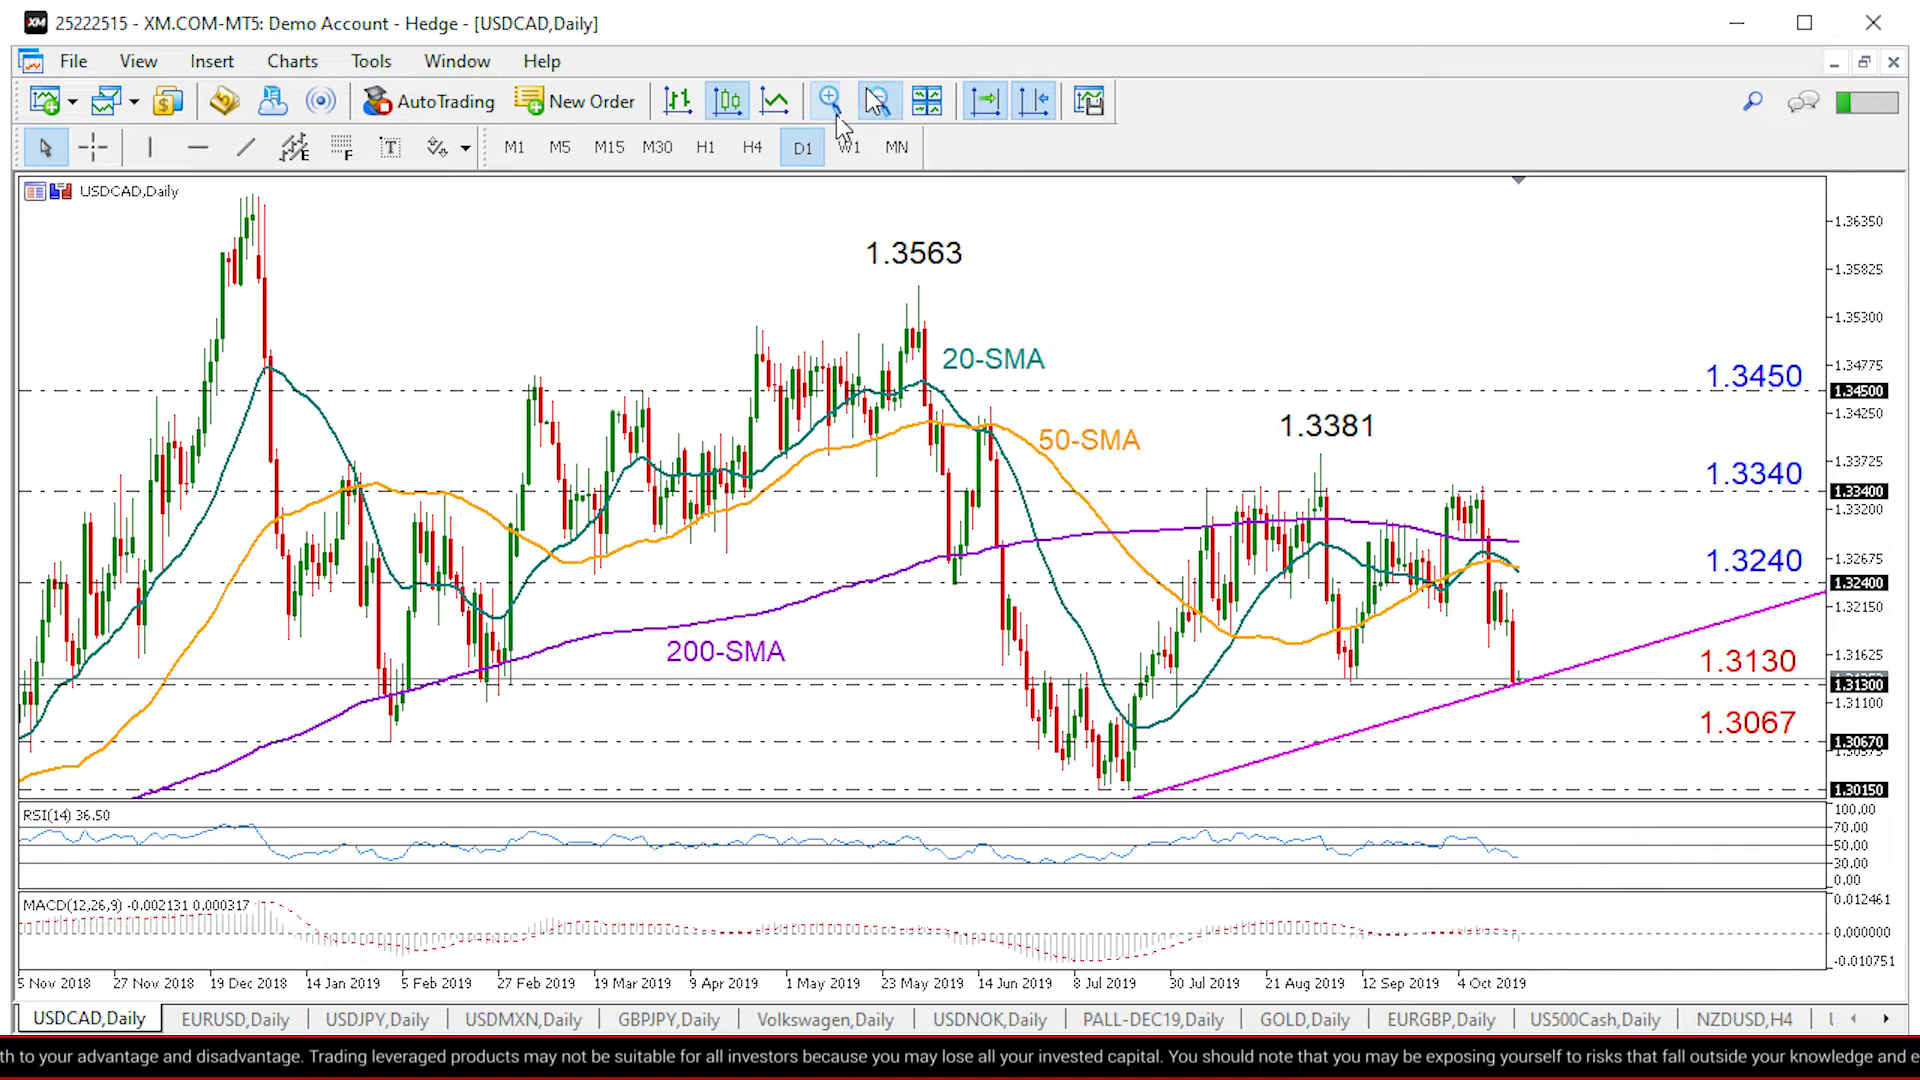 25222515 - XM.COM-MT5: Demo Account - Hedge - [USDCAD,Daily]
File View Insert Charts Tools Window Help
AutoTrading New Order
E F T M1 M5 M15 M30 H1 H4 D1 W1 MN
USDCAD,Daily
1.3563
20-SMA
50-SMA
200-SMA
1.3381
1.3450
1.3340
1.3240
1.3130
1.3067
1.36350
1.35825
1.35300
1.34775
1.34500
1.34250
1.33725
1.33400
1.33200
1.32675
1.32400
1.32150
1.31625
1.31300
1.31100
1.30670
1.30150
RSI(14) 36.50
100.00
70.00
50.00
30.00
0.00
MACD(12,26,9) -0.002131 0.000317
0.012461
0.000000
-0.010751
5 Nov 2018 27 Nov 2018 19 Dec 2018 14 Jan 2019 5 Feb 2019 27 Feb 2019 19 Mar 2019 9 Apr 2019 1 May 2019 23 May 2019 14 Jun 2019 8 Jul 2019 30 Jul 2019 21 Aug 2019 12 Sep 2019 4 Oct 2019
USDCAD,Daily EURUSD,Daily USDJPY,Daily USDMXN,Daily GBPJPY,Daily Volkswagen,Daily USDNOK,Daily PALL-DEC19,Daily GOLD,Daily EURGBP,Daily US500Cash,Daily NZDUSD,H4
th to your advantage and disadvantage. Trading leveraged products may not be suitable for all investors because you may lose all your invested capital. You should note that you may be exposing yourself to risks that fall outside your knowledge and e